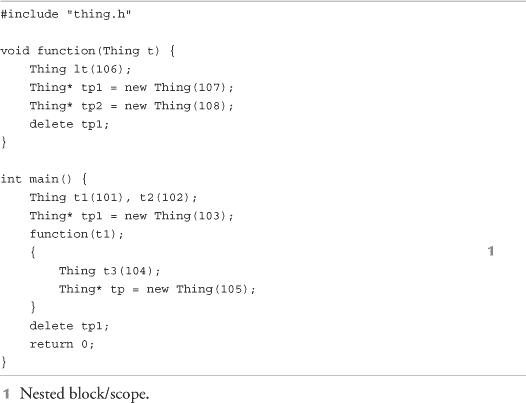 #include "thing.h"

void function(Thing t) {
    Thing lt(106);
    Thing* tp1 = new Thing(107);
    Thing* tp2 = new Thing(108);
    delete tp1;
}

int main() {
    Thing t1(101), t2(102);
    Thing* tp1 = new Thing(103);
    function(t1);
    { 1
        Thing t3(104);
        Thing* tp = new Thing(105);
    }
    delete tp1;
    return 0;
}
1 Nested block/scope.